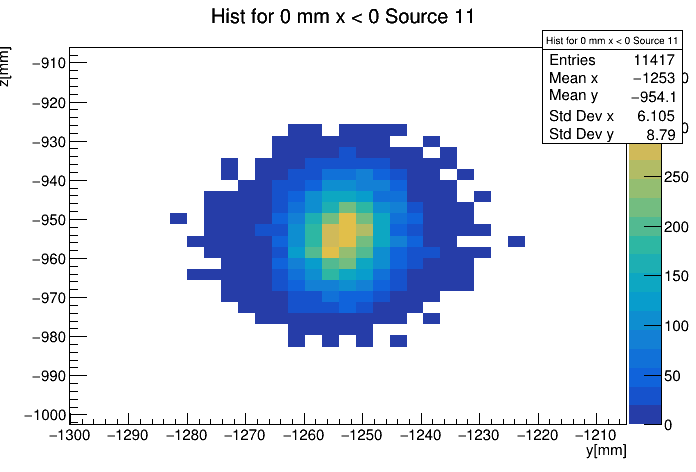 Hist for 0 mm x < 0 Source 11
Hist for 0 mm x < 0 Source 11
Entries 11417
Mean x −1253
Mean y −954.1
Std Dev x 6.105
Std Dev y 8.79
z[mm]
−910
−920
−930
−940
−950
−960
−970
−980
−990
−1000
−1300 −1290 −1280 −1270 −1260 −1250 −1240 −1230 −1220 −1210
y[mm]
250
200
150
100
50
0